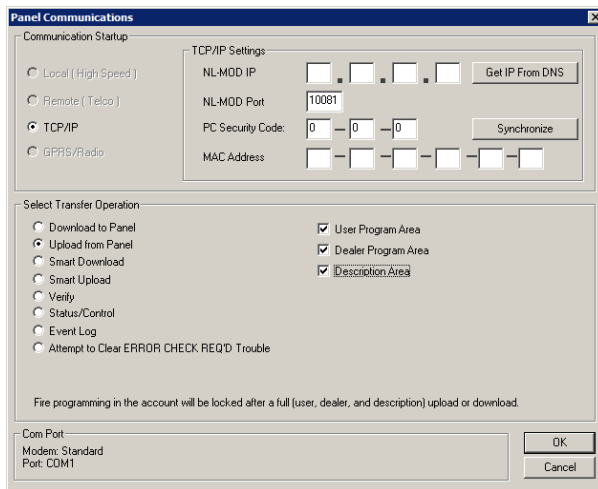 Panel Communications
Communication Startup
TCP/IP Settings
Local ( High Speed )
NL-MOD IP . . . Get IP From DNS
Remote ( Telco )
NL-MOD Port 10081
TCP/IP
PC Security Code: 0 – 0 – 0 Synchronize
GPRS/Radio
MAC Address – – – – –
Select Transfer Operation
Download to Panel
Upload from Panel
Smart Download
Smart Upload
Verify
Status/Control
Event Log
Attempt to Clear ERROR CHECK REQ'D Trouble
User Program Area
Dealer Program Area
Description Area
Fire programming in the account will be locked after a full (user, dealer, and description) upload or download.
Com Port
Modem: Standard
Port: COM1
OK
Cancel